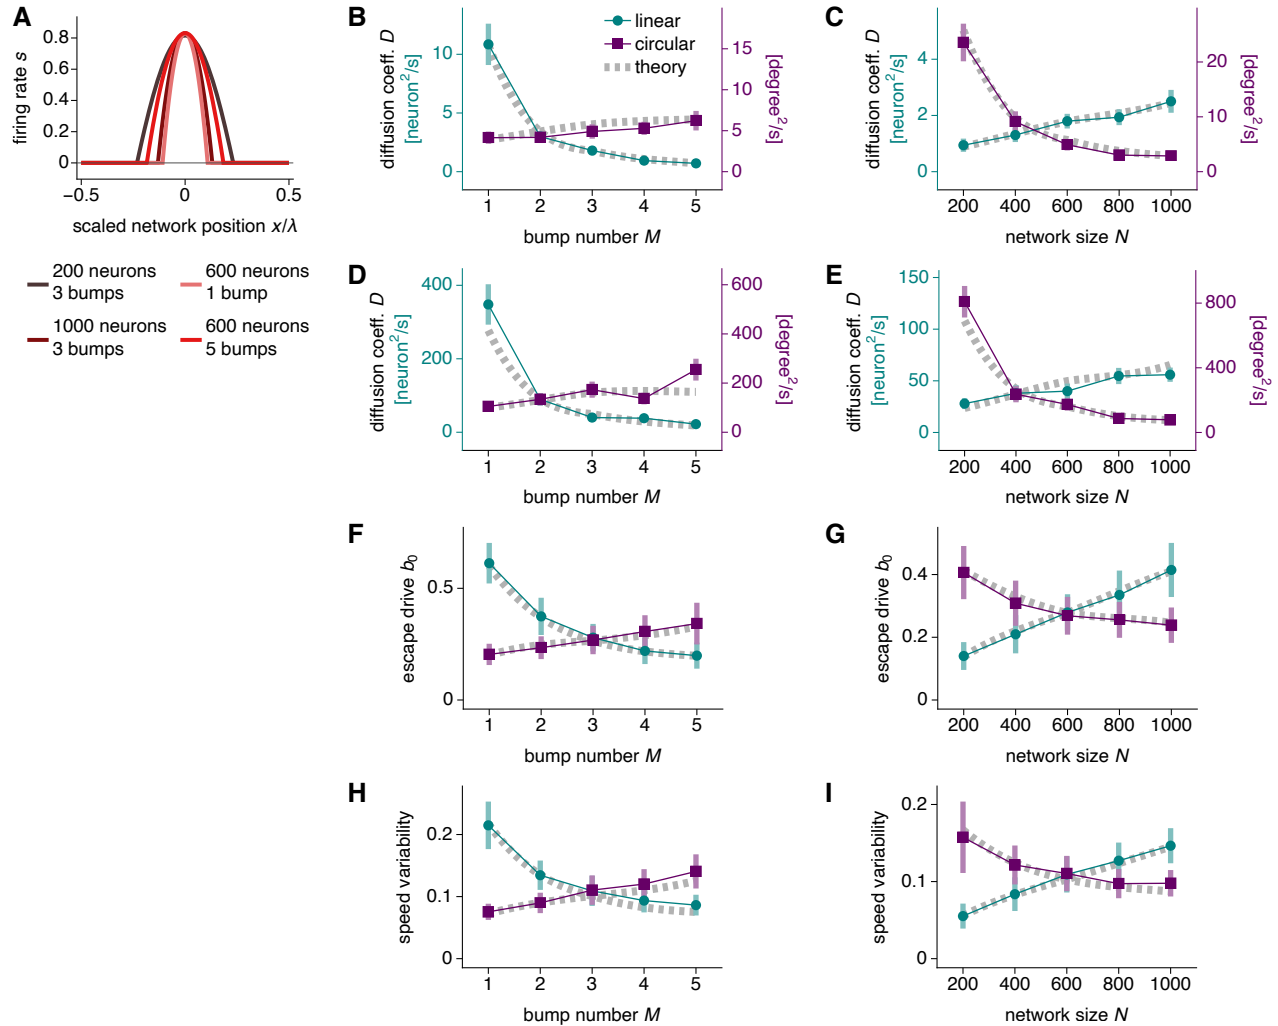 A
firing rate s
0.8
0.6
0.4
0.2
0
−0.5
0
0.5
scaled network position x/λ
200 neurons
3 bumps
600 neurons
1 bump
1000 neurons
3 bumps
600 neurons
5 bumps
B
linear
circular
theory
diffusion coeff. D
[neuron²/s]
10
5
0
15
10
5
0
[degree²/s]
1 2 3 4 5
bump number M
C
diffusion coeff. D
[neuron²/s]
4
2
0
20
10
0
[degree²/s]
200 400 600 800 1000
network size N
D
diffusion coeff. D
[neuron²/s]
400
200
0
600
400
200
0
[degree²/s]
1 2 3 4 5
bump number M
E
diffusion coeff. D
[neuron²/s]
150
100
50
0
800
400
0
[degree²/s]
200 400 600 800 1000
network size N
F
escape drive b₀
0.5
0
1 2 3 4 5
bump number M
G
escape drive b₀
0.4
0.2
0
200 400 600 800 1000
network size N
H
speed variability
0.2
0.1
0
1 2 3 4 5
bump number M
I
speed variability
0.2
0.1
0
200 400 600 800 1000
network size N